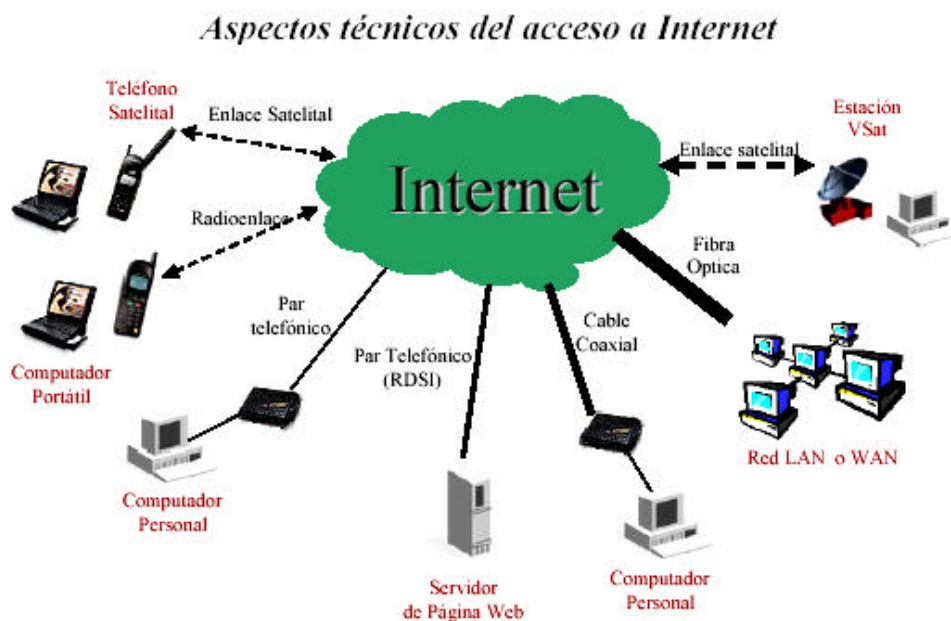 Aspectos técnicos del acceso a Internet
Teléfono
Satelital
Enlace Satelital
Estación
VSat
Enlace satelital
Internet
Radioenlace
Fibra
Optica
Par
telefónico
Cable
Coaxial
Par Telefónico
(RDSI)
Computador
Portátil
Red LAN o WAN
Computador
Personal
Servidor
de Página Web
Computador
Personal